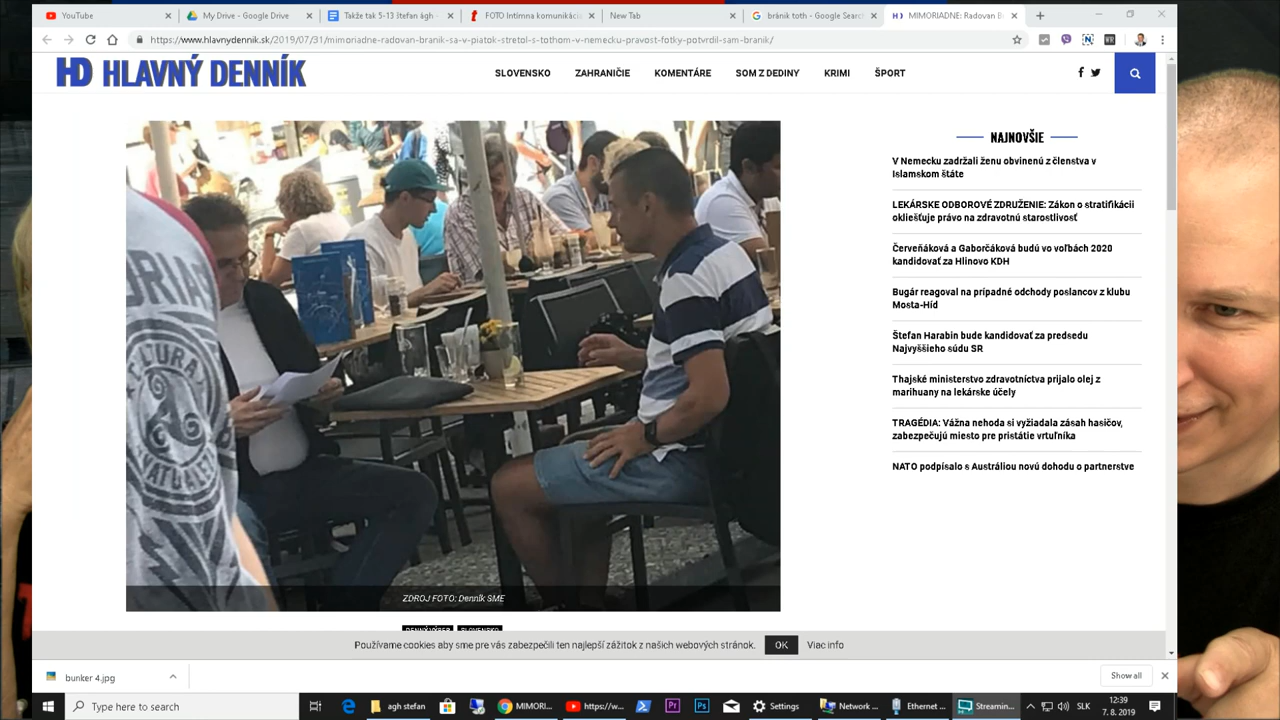 YouTube
My Drive - Google Drive
Takže tak 5-13 štefan ágh -
FOTO Intímna komunikáci
New Tab
bránik toth - Google Search
MIMORIADNE: Radovan B
https://www.hlavnydennik.sk/2019/07/31/mimoriadne-radovan-branik-sa-v-piatok-stretol-s-tothom-v-nemecku-pravost-fotky-potvrdil-sam-branik/
HD HLAVNÝ DENNÍK
SLOVENSKO
ZAHRANIČIE
KOMENTÁRE
SOM Z DEDINY
KRIMI
ŠPORT
NAJNOVŠIE
V Nemecku zadržali ženu obvinenú z členstva v
Islamskom štáte
LEKÁRSKE ODBOROVÉ ZDRUŽENIE: Zákon o stratifikácii
okliešťuje právo na zdravotnú starostlivosť
Červeňáková a Gaborčáková budú vo voľbách 2020
kandidovať za Hlinovo KDH
Bugár reagoval na prípadné odchody poslancov z klubu
Mosta-Híd
Štefan Harabin bude kandidovať za predsedu
Najvyššieho súdu SR
Thajské ministerstvo zdravotníctva prijalo olej z
marihuany na lekárske účely
TRAGÉDIA: Vážna nehoda si vyžiadala zásah hasičov,
zabezpečujú miesto pre pristátie vrtuľníka
NATO podpísalo s Austráliou novú dohodu o partnerstve
ZDROJ FOTO: Denník SME
DENNÝ VÝBER
SLOVENSKO
Používame cookies aby sme pre vás zabezpečili ten najlepší zážitok z našich webových stránok.
OK
Viac info
bunker 4.jpg
Show all
Type here to search
agh stefan
MIMORI...
https://w...
Settings
Network ...
Ethernet ...
Streamin...
SLK
12:39
7. 8. 2019